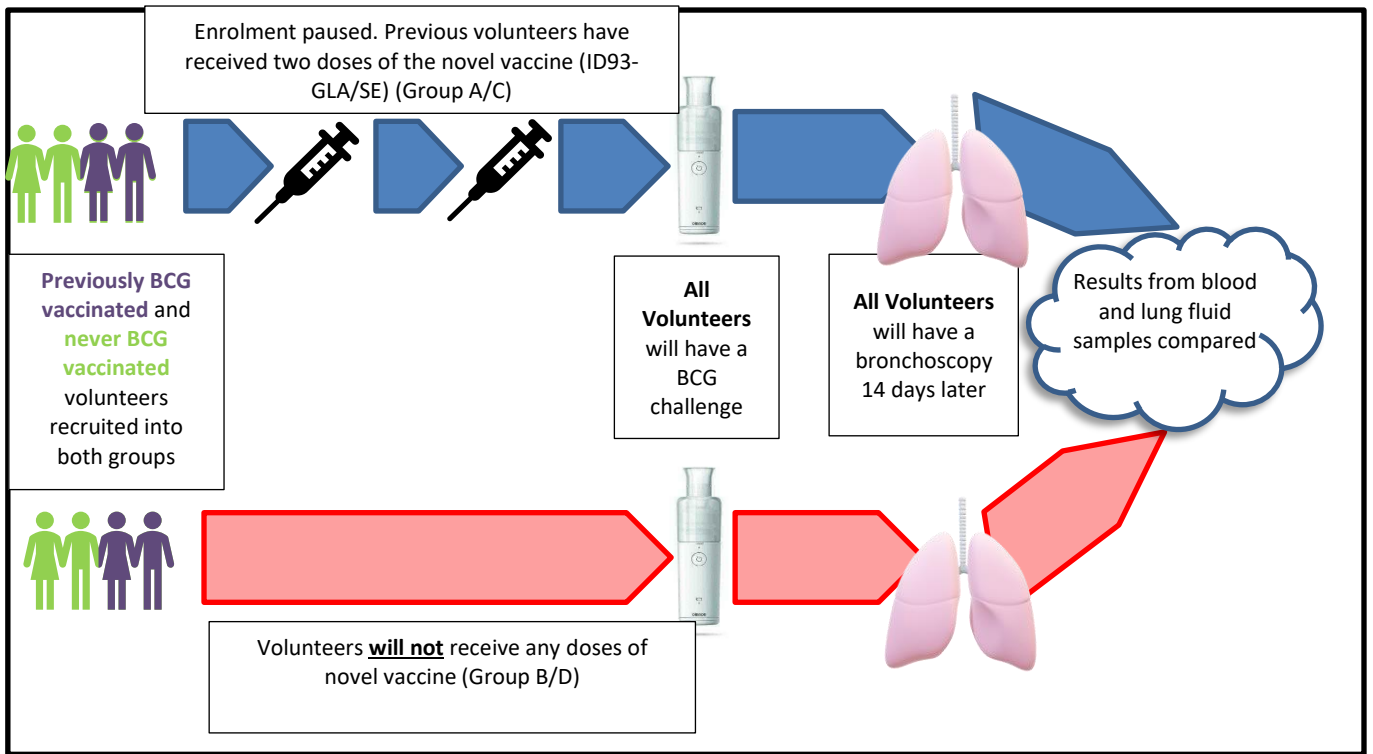 Enrolment paused. Previous volunteers have
received two doses of the novel vaccine (ID93-
GLA/SE) (Group A/C)
Previously BCG
vaccinated and
never BCG
vaccinated
volunteers
recruited into
both groups
All
Volunteers
will have a
BCG
challenge
All Volunteers
will have a
bronchoscopy
14 days later
Results from blood
and lung fluid
samples compared
Volunteers will not receive any doses of
novel vaccine (Group B/D)